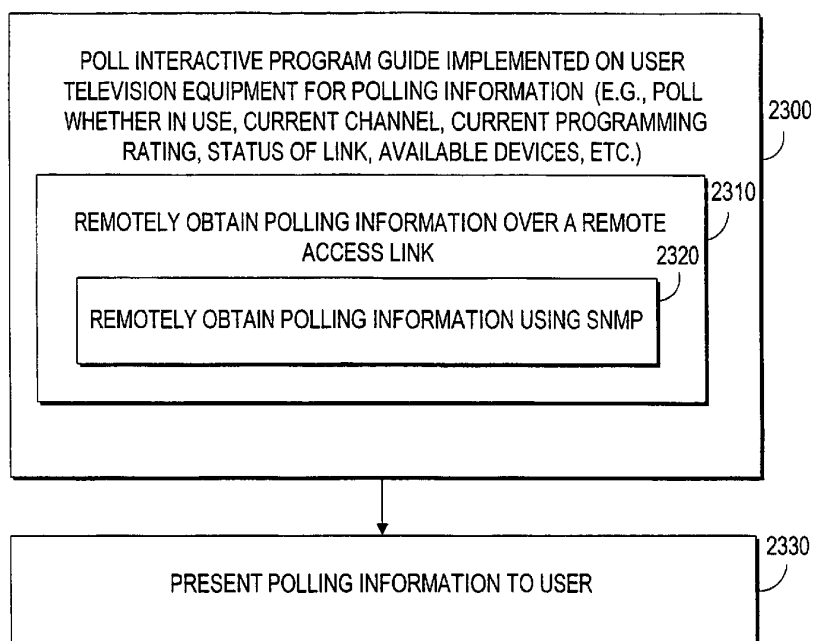 POLL INTERACTIVE PROGRAM GUIDE IMPLEMENTED ON USER
TELEVISION EQUIPMENT FOR POLLING INFORMATION (E.G., POLL
WHETHER IN USE, CURRENT CHANNEL, CURRENT PROGRAMMING
RATING, STATUS OF LINK, AVAILABLE DEVICES, ETC.)
2300
2310
REMOTELY OBTAIN POLLING INFORMATION OVER A REMOTE
ACCESS LINK
2320
REMOTELY OBTAIN POLLING INFORMATION USING SNMP
2330
PRESENT POLLING INFORMATION TO USER